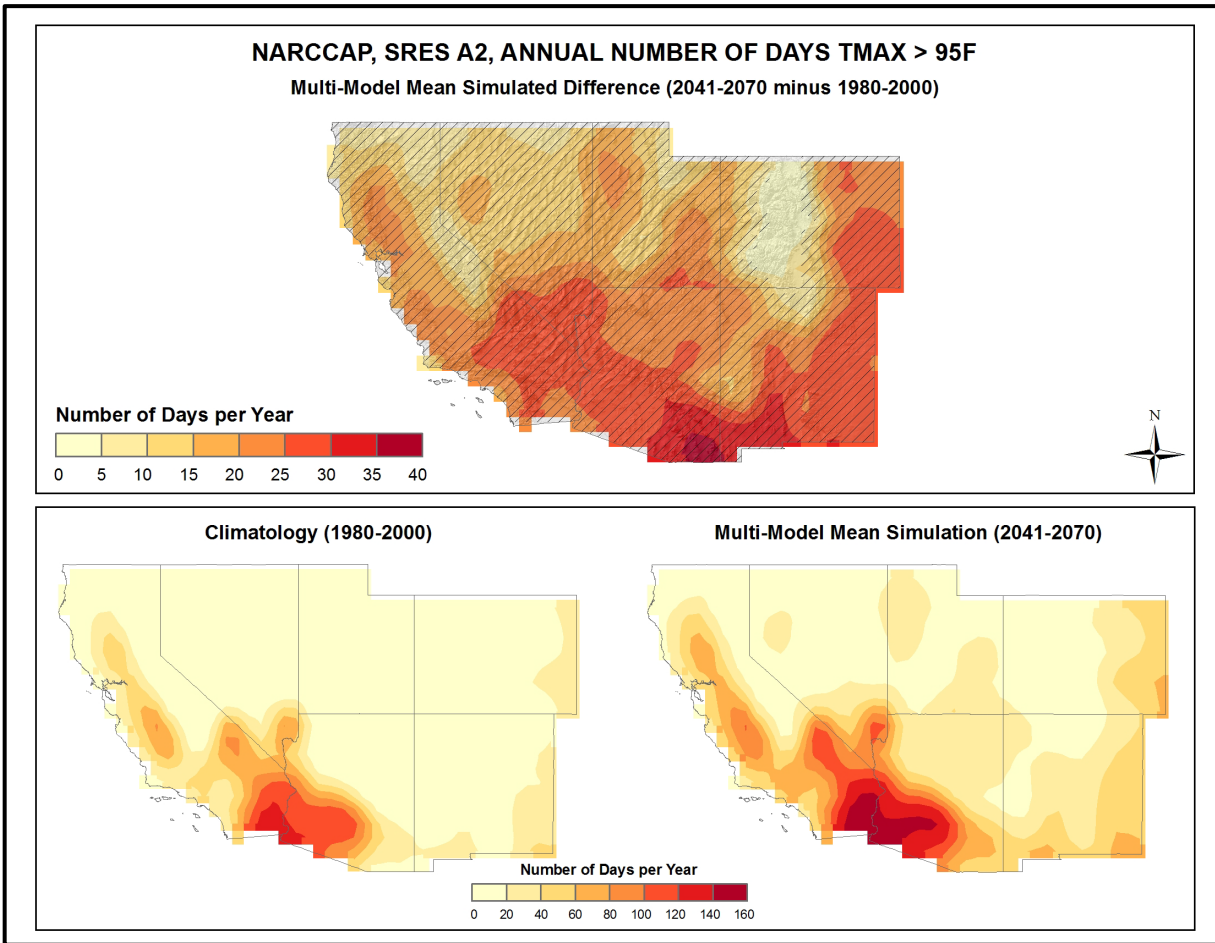 NARCCAP, SRES A2, ANNUAL NUMBER OF DAYS TMAX > 95F
Multi-Model Mean Simulated Difference (2041-2070 minus 1980-2000)
Number of Days per Year
0 5 10 15 20 25 30 35 40
N
Climatology (1980-2000)
Multi-Model Mean Simulation (2041-2070)
Number of Days per Year
0 20 40 60 80 100 120 140 160